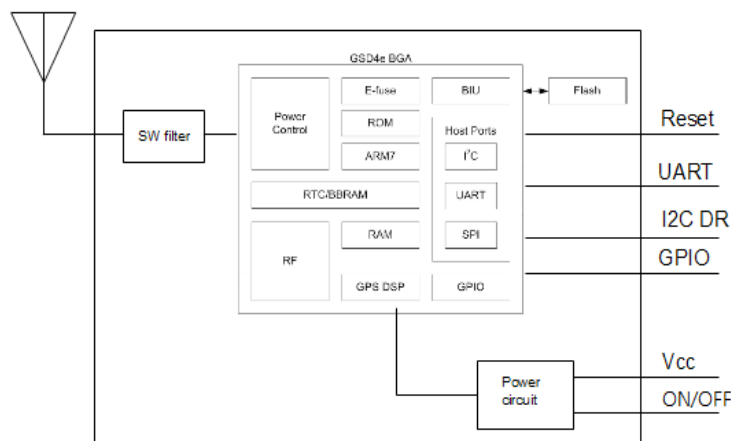 GSD4e BGA
E-fuse
BIU
Flash
Power
Control
ROM
Host Ports
Reset
SW filter
ARM7
I²C
UART
RTC/BBRAM
UART
RAM
SPI
I2C DR
RF
GPIO
GPS DSP
GPIO
Vcc
Power
circuit
ON/OFF